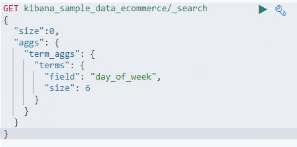 GET kibana_sample_data_ecommerce/_search
{
  "size":0,
  "aggs": {
    "term_aggs": {
      "terms": {
        "field": "day_of_week",
        "size": 6
      }
    }
  }
}